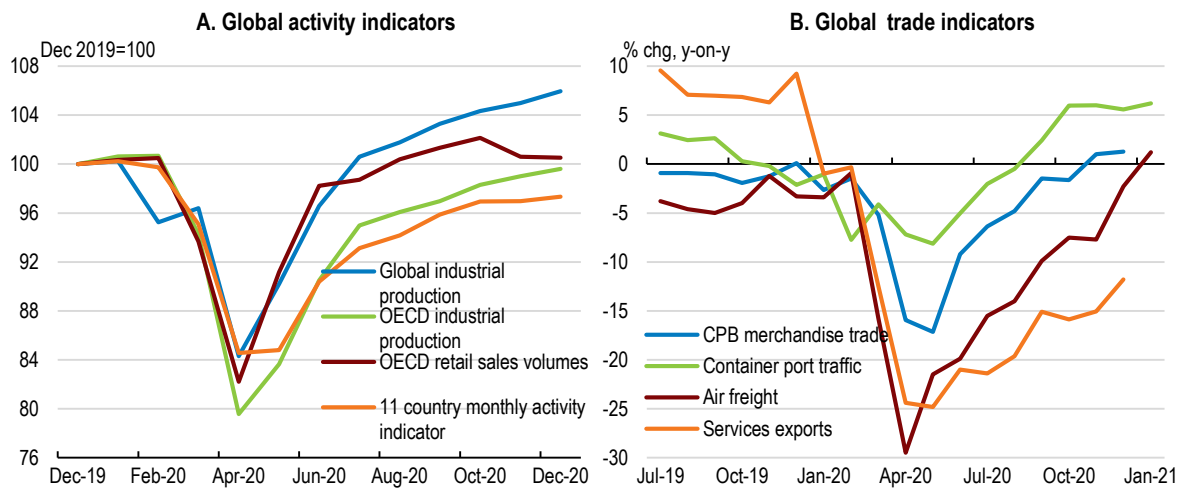 A. Global activity indicators
Dec 2019=100
108
104
100
96
92
88
84
80
76
Global industrial
production
OECD industrial
production
OECD retail sales volumes
11 country monthly activity
indicator
Dec-19 Feb-20 Apr-20 Jun-20 Aug-20 Oct-20 Dec-20
B. Global trade indicators
% chg, y-on-y
10
5
0
-5
-10
-15
-20
-25
-30
CPB merchandise trade
Container port traffic
Air freight
Services exports
Jul-19 Oct-19 Jan-20 Apr-20 Jul-20 Oct-20 Jan-21